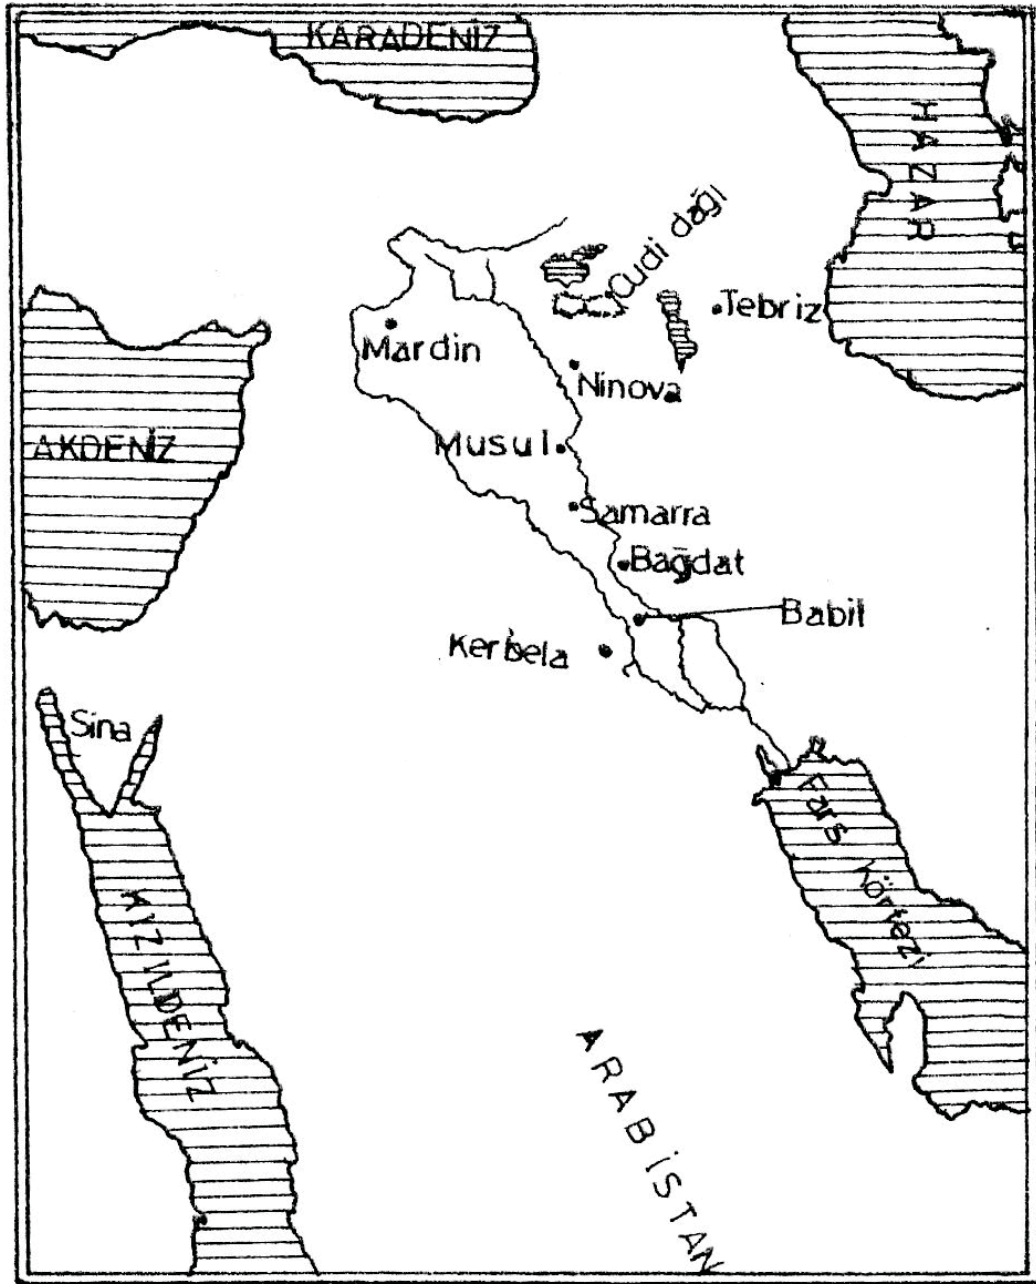 KARADENİZ
HAZAR
Cudi dağı
Tebriz
Mardin
Ninova
AKDENİZ
Musul
Samarra
Bağdat
Babil
Kerbela
Sina
Fars Körfezi
KIZILDENİZ
ARABİSTAN